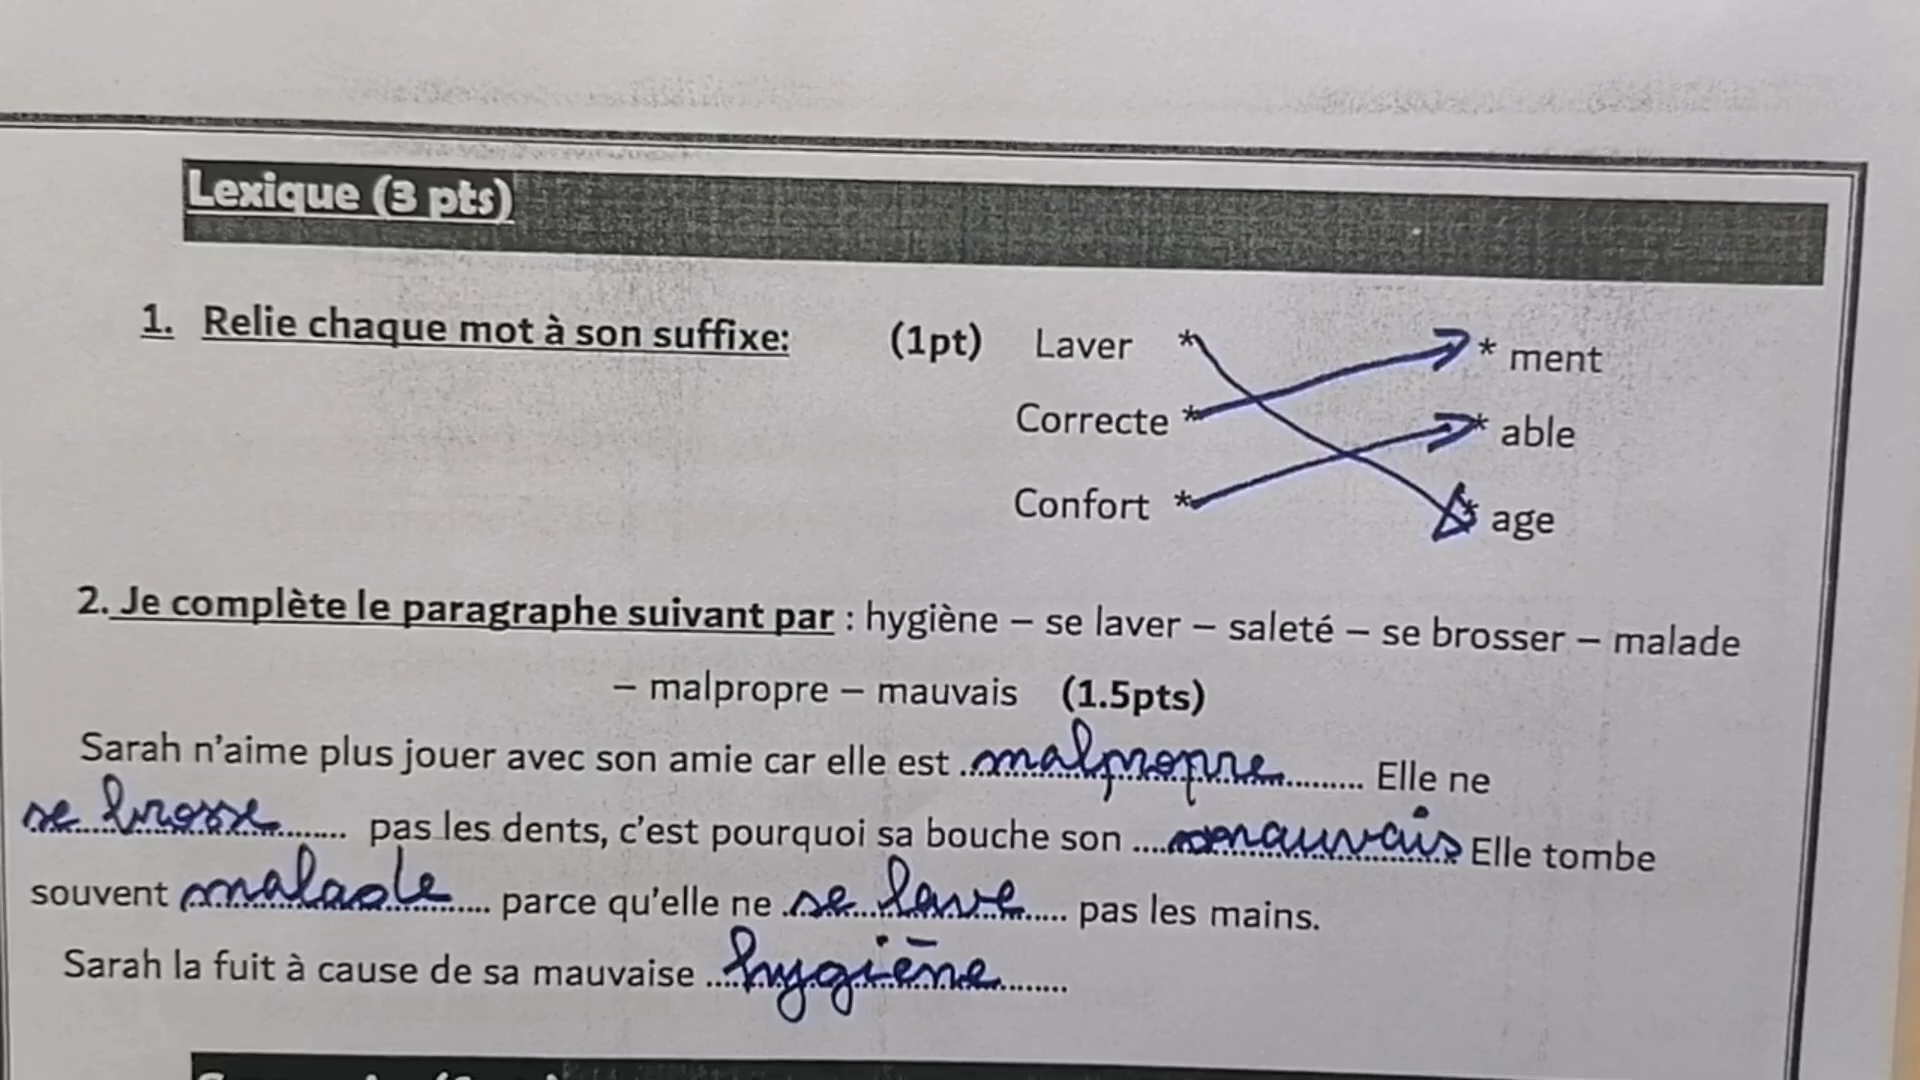 Lexique (3 pts)
1. Relie chaque mot à son suffixe: (1pt) Laver * * ment
Correcte * * able
Confort * * age
2. Je complète le paragraphe suivant par : hygiène – se laver – saleté – se brosser – malade
– malpropre – mauvais (1.5pts)
Sarah n'aime plus jouer avec son amie car elle est malpropre Elle ne
se brosse pas les dents, c'est pourquoi sa bouche son mauvais Elle tombe
souvent malade parce qu'elle ne se lave pas les mains.
Sarah la fuit à cause de sa mauvaise hygiène